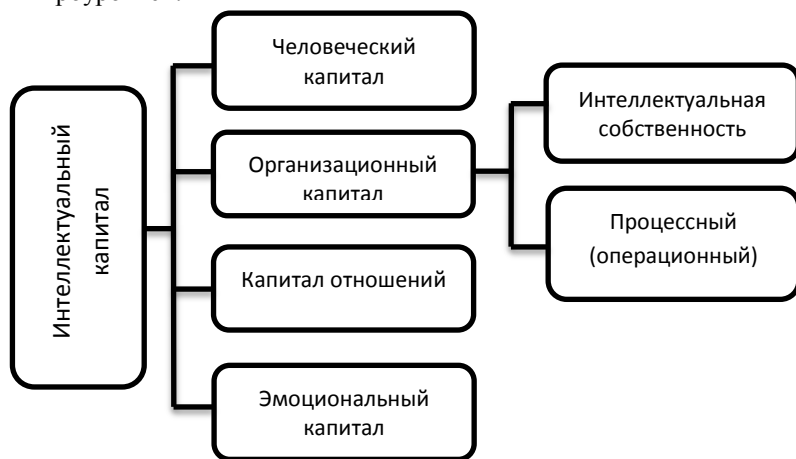 Человеческий
капитал
Интеллектуальная
собственность
Организационный
капитал
Интеллектуальный
капитал
Процессный
(операционный)
Капитал отношений
Эмоциональный
капитал